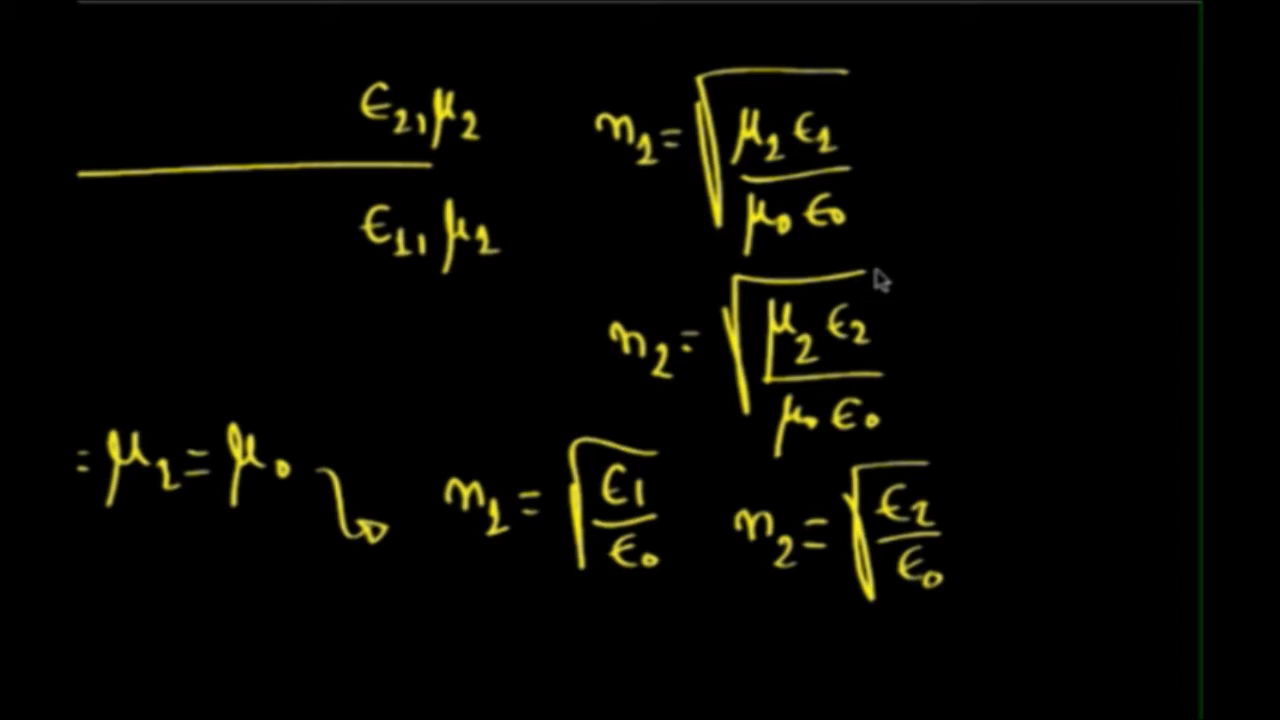 ϵ₂, μ₂
n₁ = √(μ₁ ϵ₁ / μ₀ ϵ₀)
ϵ₁, μ₁
n₂ = √(μ₂ ϵ₂ / μ₀ ϵ₀)
= μ₂ = μ₀
n₁ = √(ϵ₁ / ϵ₀)
n₂ = √(ϵ₂ / ϵ₀)